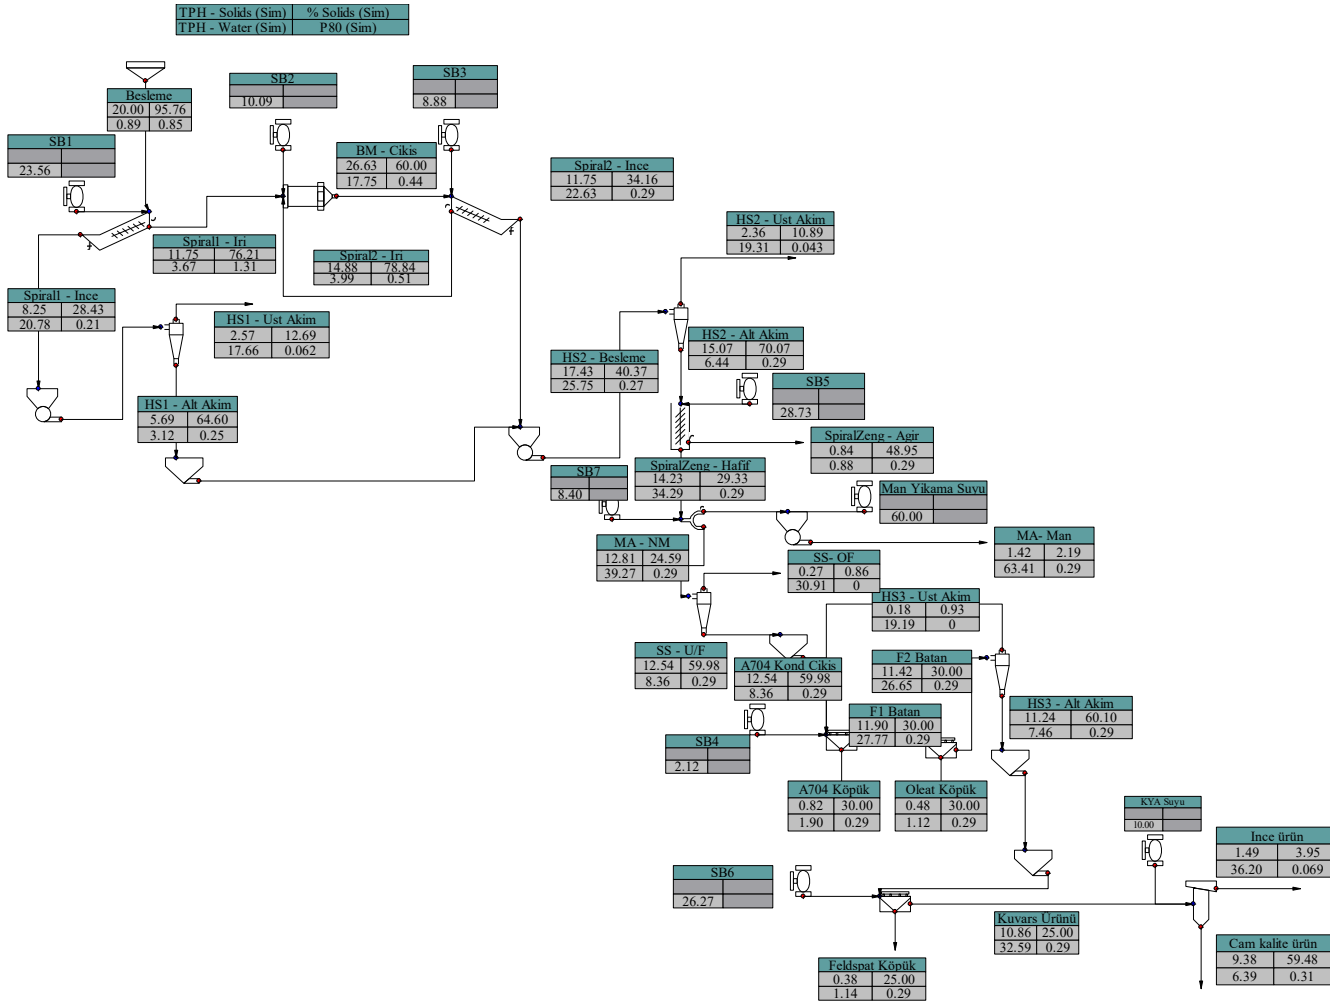 TPH - Solids (Sim) % Solids (Sim)
TPH - Water (Sim) P80 (Sim)
Besleme
20.00 95.76
0.89 0.85
SB2
10.09
SB3
8.88
SB1
23.56
BM - Cikis
26.63 60.00
17.75 0.44
Spiral2 - Ince
11.75 34.16
22.63 0.29
HS2 - Ust Akim
2.36 10.89
19.31 0.043
Spiral1 - Iri
11.75 76.21
3.67 1.31
Spiral2 - Iri
14.88 78.84
3.99 0.51
Spiral1 - Ince
8.25 28.43
20.78 0.21
HS1 - Ust Akim
2.57 12.69
17.66 0.062
HS2 - Alt Akim
15.07 70.07
6.44 0.29
HS2 - Besleme
17.43 40.37
25.75 0.27
SB5
28.73
HS1 - Alt Akim
5.69 64.60
3.12 0.25
SpiralZeng - Agir
0.84 48.95
0.88 0.29
SB7
8.40
SpiralZeng - Hafif
14.23 29.33
34.29 0.29
Man Yikama Suyu
60.00
MA - NM
12.81 24.59
39.27 0.29
MA- Man
1.42 2.19
63.41 0.29
SS- OF
0.27 0.86
30.91 0
HS3 - Ust Akim
0.18 0.93
19.19 0
SS - U/F
12.54 59.98
8.36 0.29
A704 Kond Cikis
12.54 59.98
8.36 0.29
F2 Batan
11.42 30.00
26.65 0.29
HS3 - Alt Akim
11.24 60.10
7.46 0.29
F1 Batan
11.90 30.00
27.77 0.29
SB4
2.12
A704 Köpük
0.82 30.00
1.90 0.29
Oleat Köpük
0.48 30.00
1.12 0.29
KYA Suyu
10.00
Ince ürün
1.49 3.95
36.20 0.069
SB6
26.27
Kuvars Ürünü
10.86 25.00
32.59 0.29
Cam kalite ürün
9.38 59.48
6.39 0.31
Feldspat Köpük
0.38 25.00
1.14 0.29